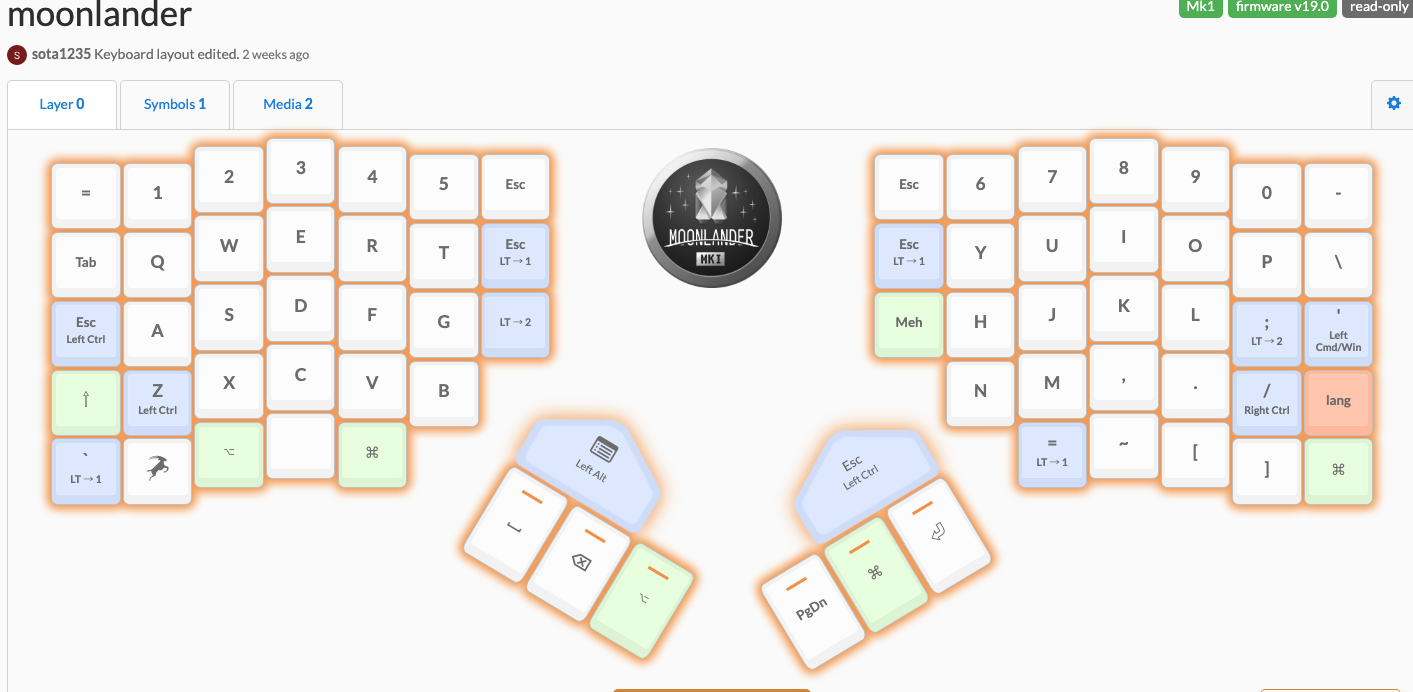 moonlander
Mk1 firmware v19.0 read-only
S sota1235 Keyboard layout edited. 2 weeks ago
Layer 0 Symbols 1 Media 2
= 1 2 3 4 5 Esc
Esc 6 7 8 9 0 -
Tab Q W E R T Esc
LT→1
Esc
LT→1
Y U I O P \
Esc
Left Ctrl
A S D F G LT→2
Meh H J K L ;
LT→2
'
Left
Cmd/Win
Z
Left Ctrl
X C V B
N M , . /
Right Ctrl
lang
`
LT→1
⌥ ⌘
=
LT→1
~ [ ] ⌘
MOONLANDER
MKI
Left Alt
⌥
Esc
Left Ctrl
PgDn ⌘